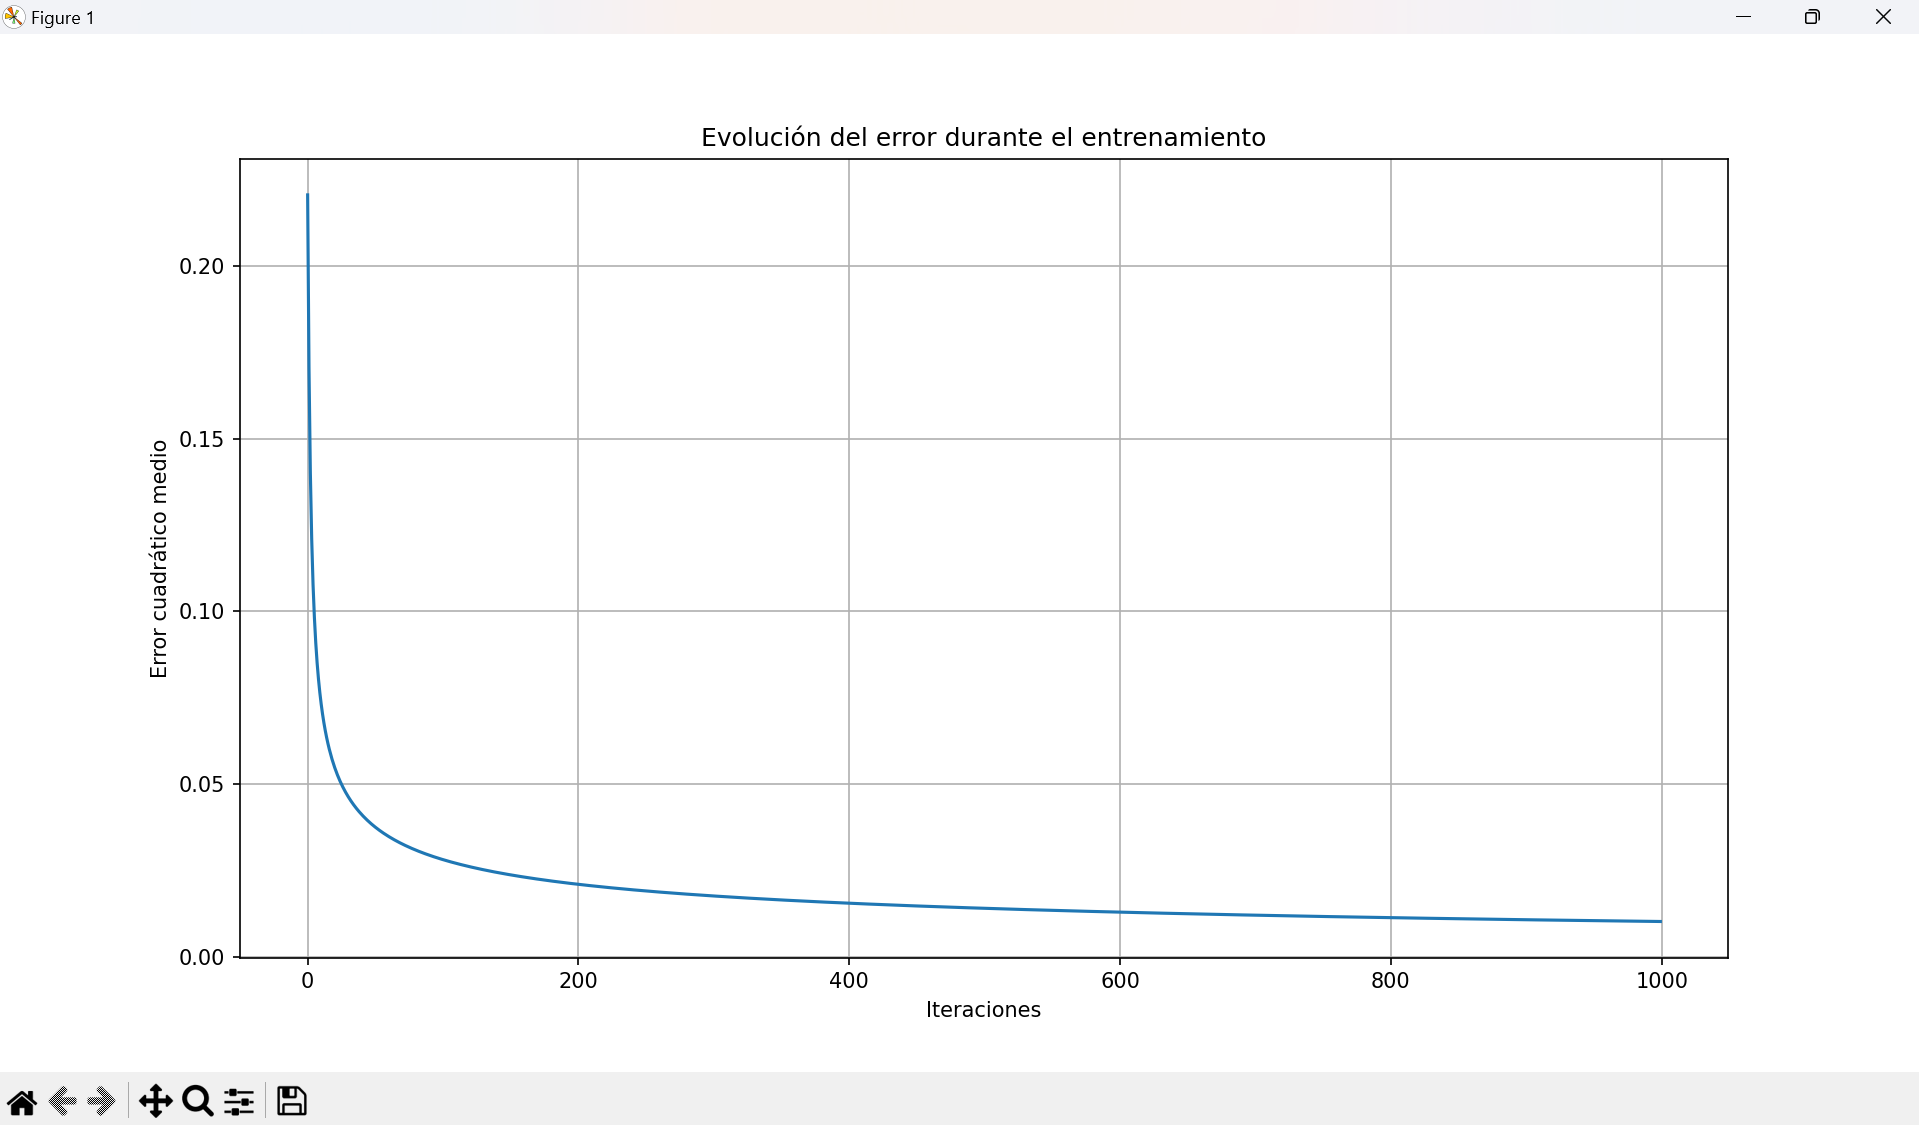 Figure 1
Evolución del error durante el entrenamiento
Error cuadrático medio
0.20
0.15
0.10
0.05
0.00
0 200 400 600 800 1000
Iteraciones